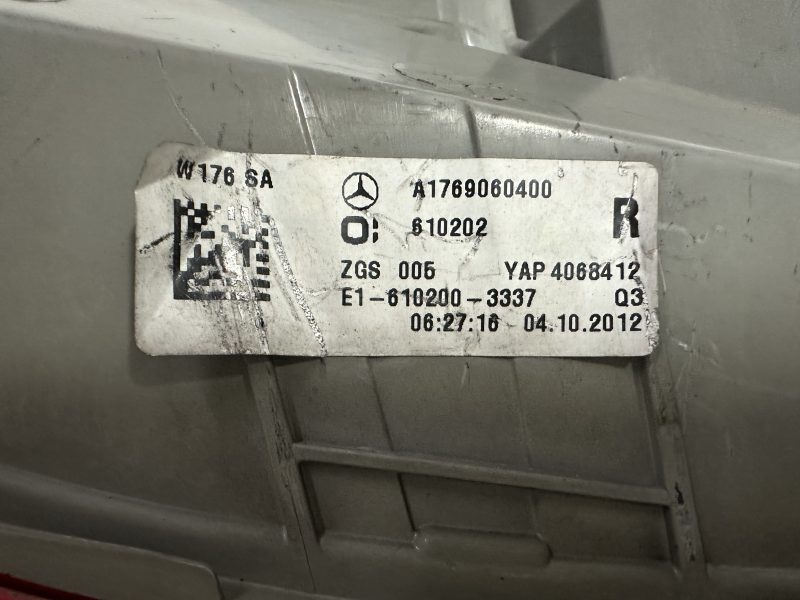 W176 SA
A1769060400
610202
R
ZGS 005 YAP 4068412
E1-610200-3337 Q3
06:27:16 04.10.2012